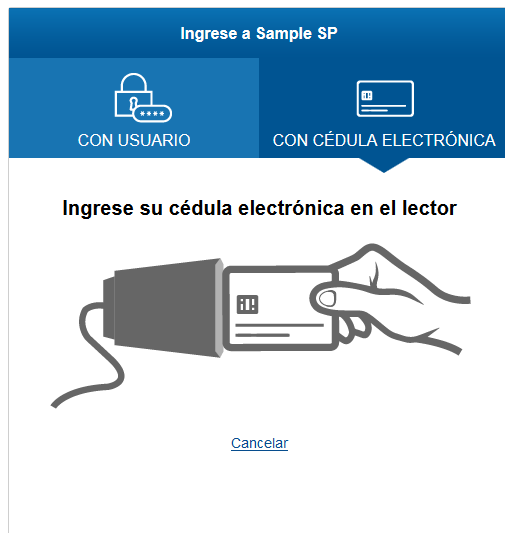 Ingrese a Sample SP
CON USUARIO
CON CÉDULA ELECTRÓNICA
Ingrese su cédula electrónica en el lector
Cancelar